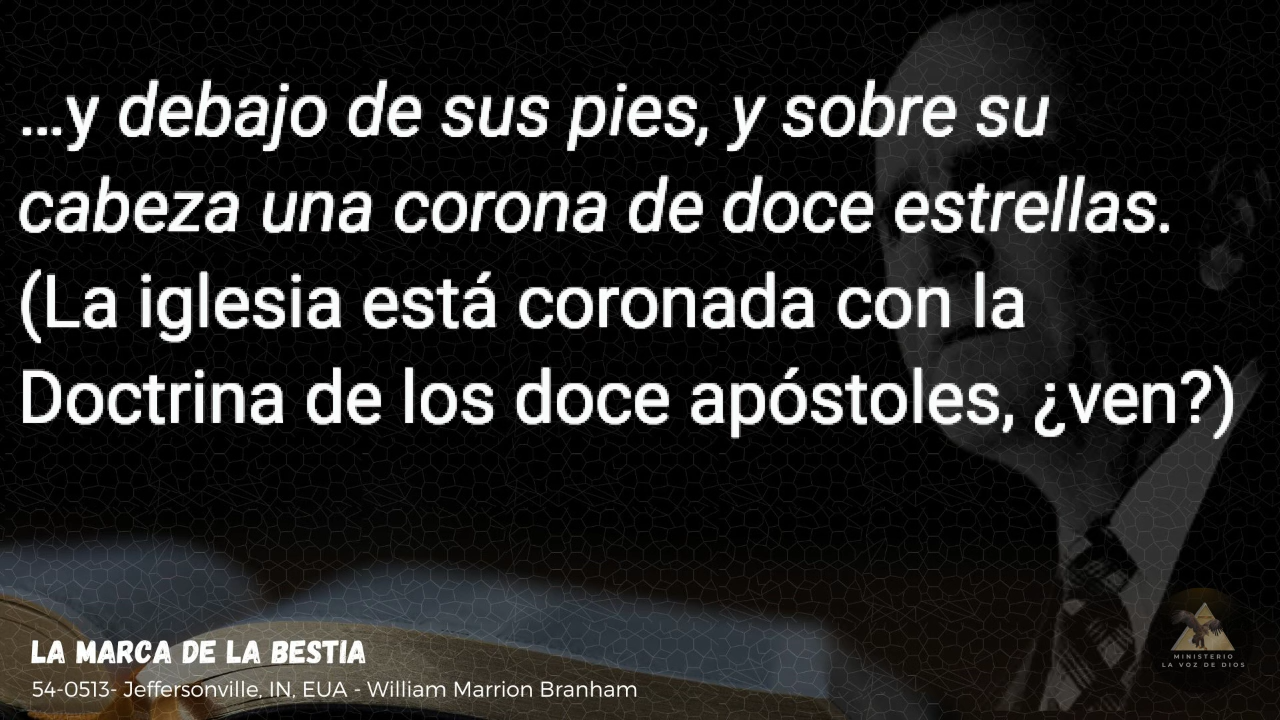 ...y debajo de sus pies, y sobre su
cabeza una corona de doce estrellas.
(La iglesia está coronada con la
Doctrina de los doce apóstoles, ¿ven?)
LA MARCA DE LA BESTIA
54-0513- Jeffersonville, IN, EUA - William Marrion Branham
MINISTERIO
LA VOZ DE DIOS